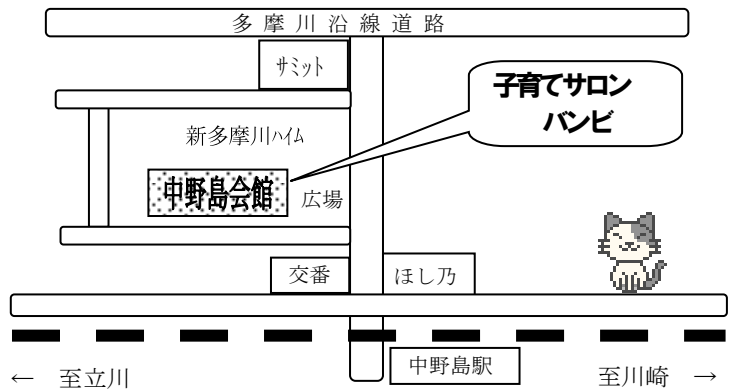 多摩川沿線道路
ｻﾐｯﾄ
子育てサロン
バンビ
新多摩川ﾊｲﾑ
中野島会館
広場
交番
ほし乃
中野島駅
← 至立川
至川崎 →